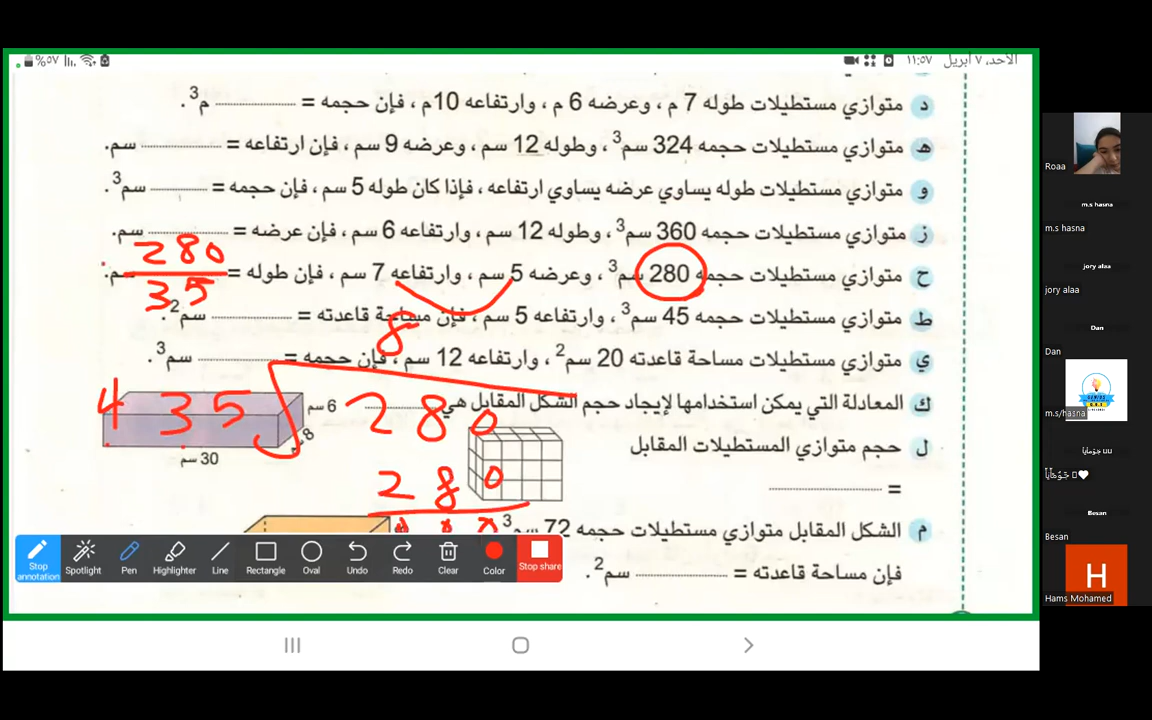 الأحد، ٧ أبريل ١١:٥٧
%٥٧
د متوازي مستطيلات طوله 7 م ، وعرضه 6 م ، وارتفاعه 10 م ، فإن حجمه = .............. م³ .
هـ متوازي مستطيلات حجمه 324 سم³ ، وطوله 12 سم ، وعرضه 9 سم ، فإن ارتفاعه = .............. سم.
و متوازي مستطيلات طوله يساوي عرضه يساوي ارتفاعه ، فإذا كان طوله 5 سم ، فإن حجمه = .............. سم³ .
ز متوازي مستطيلات حجمه 360 سم³ ، وطوله 12 سم ، وارتفاعه 6 سم ، فإن عرضه = .............. سم.
ح متوازي مستطيلات حجمه 280 سم³ ، وعرضه 5 سم ، وارتفاعه 7 سم ، فإن طوله = .............. سم.
280
35
ط متوازي مستطيلات حجمه 45 سم³ ، وارتفاعه 5 سم ، فإن مساحة قاعدته = .............. سم² .
8
ي متوازي مستطيلات مساحة قاعدته 20 سم² ، وارتفاعه 12 سم ، فإن حجمه = .............. سم³ .
ك المعادلة التي يمكن استخدامها لإيجاد حجم الشكل المقابل هي ..............
6 سم
8
30 سم
4 35 280
280
ل حجم متوازي المستطيلات المقابل
= ..............
م الشكل المقابل متوازي مستطيلات حجمه 72 سم³
فإن مساحة قاعدته = .............. سم² .
Stop annotation
Spotlight
Pen
Highlighter
Line
Rectangle
Oval
Undo
Redo
Clear
Color
Stop share
Roaa
m.s hasna
m.s hasna
jory alaa
jory alaa
Dan
Dan
m.s/hasna
Besan
Besan
H
Hams Mohamed